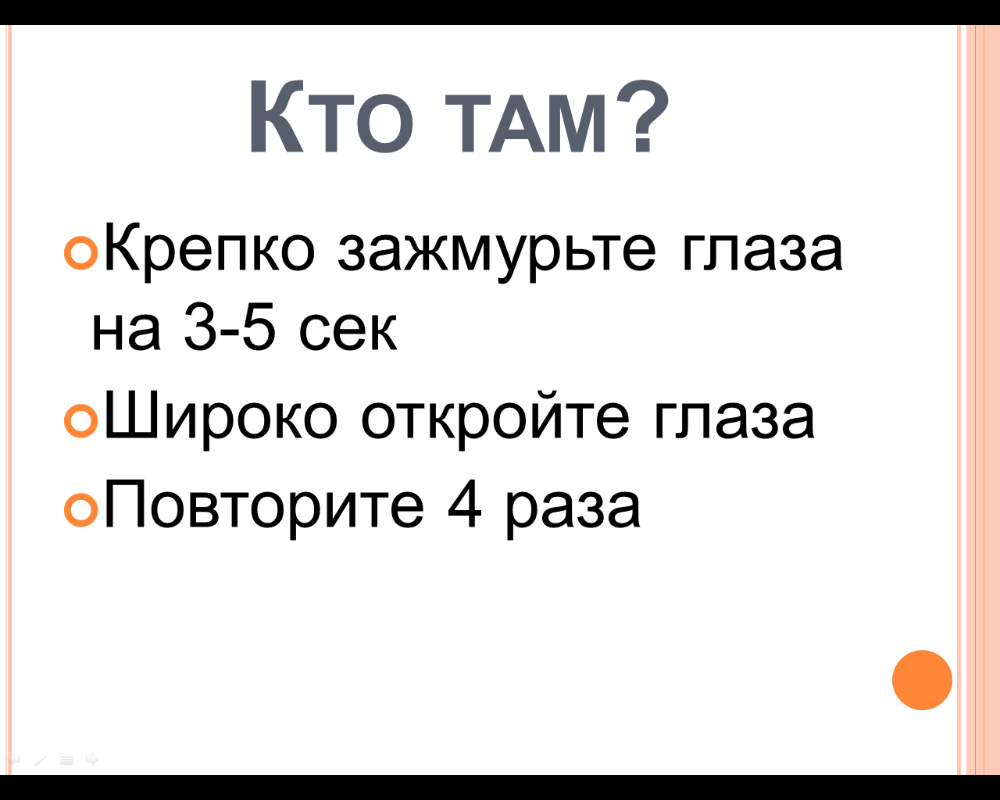 Кто там?
Крепко зажмурьте глаза
на 3-5 сек
Широко откройте глаза
Повторите 4 раза